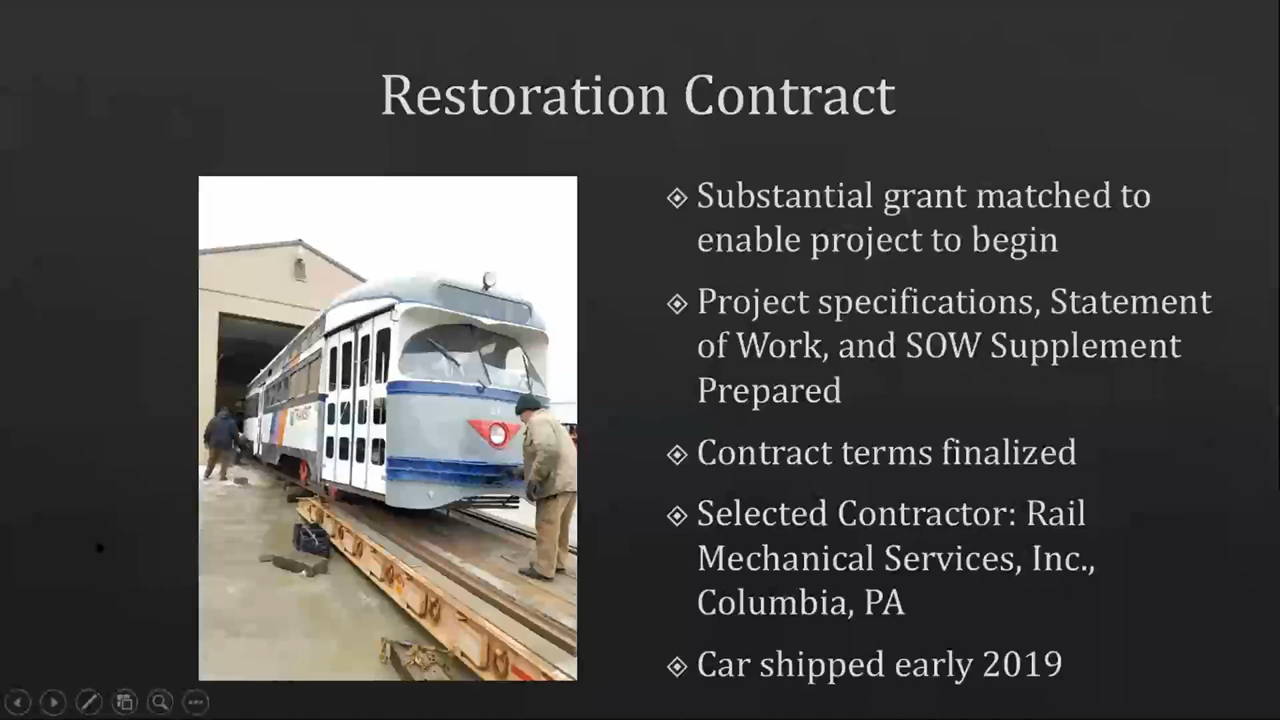 Restoration Contract
Substantial grant matched to
enable project to begin
Project specifications, Statement
of Work, and SOW Supplement
Prepared
Contract terms finalized
Selected Contractor: Rail
Mechanical Services, Inc.,
Columbia, PA
Car shipped early 2019